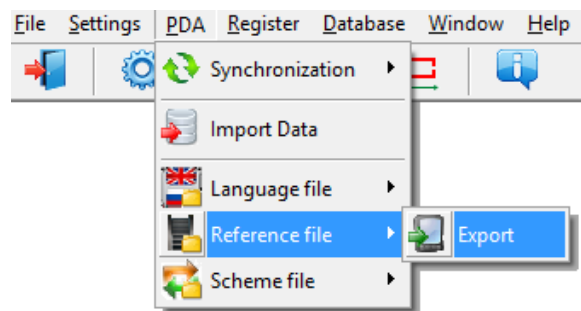 File Settings PDA Register Database Window Help
Synchronization
Import Data
Language file
Reference file
Export
Scheme file